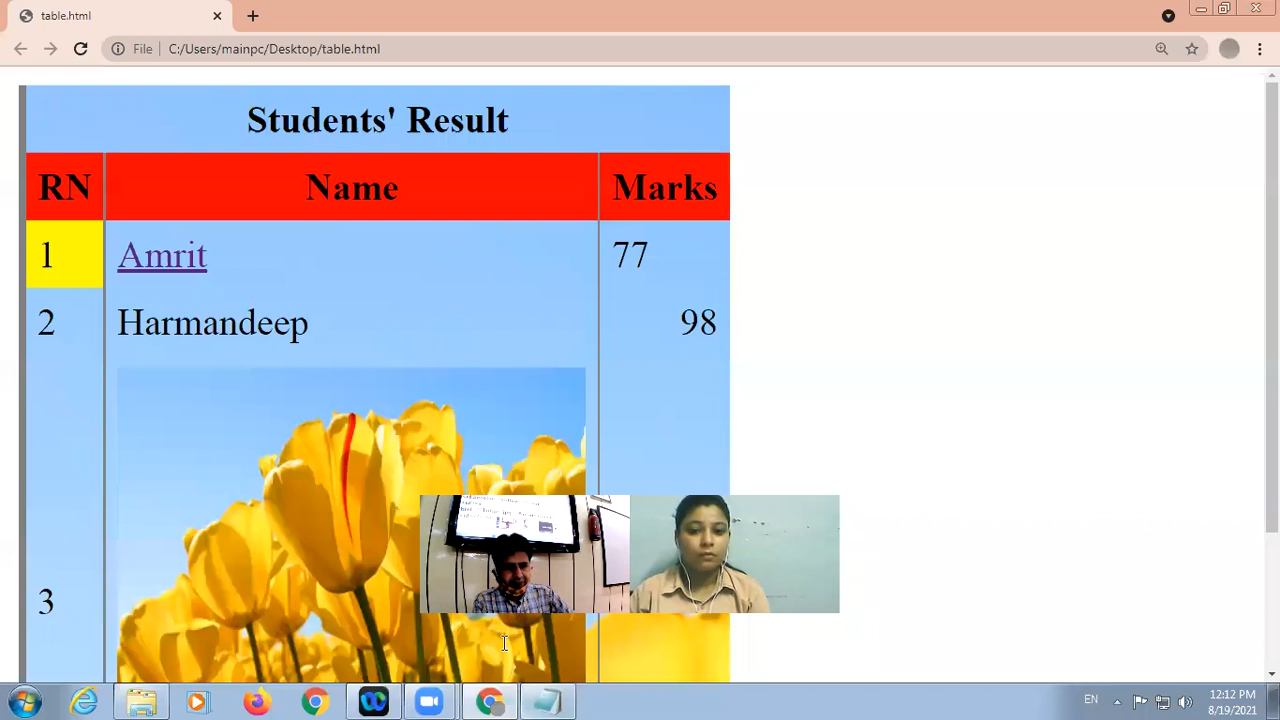 table.html
File C:/Users/mainpc/Desktop/table.html
Students' Result
RN Name Marks
1 Amrit 77
2 Harmandeep 98
3
EN
12:12 PM
8/19/2021